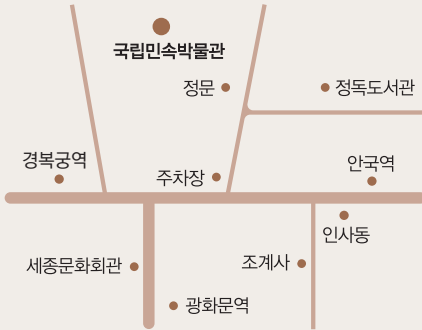 국립민속박물관
정문
정독도서관
경복궁역
주차장
안국역
인사동
세종문화회관
조계사
광화문역